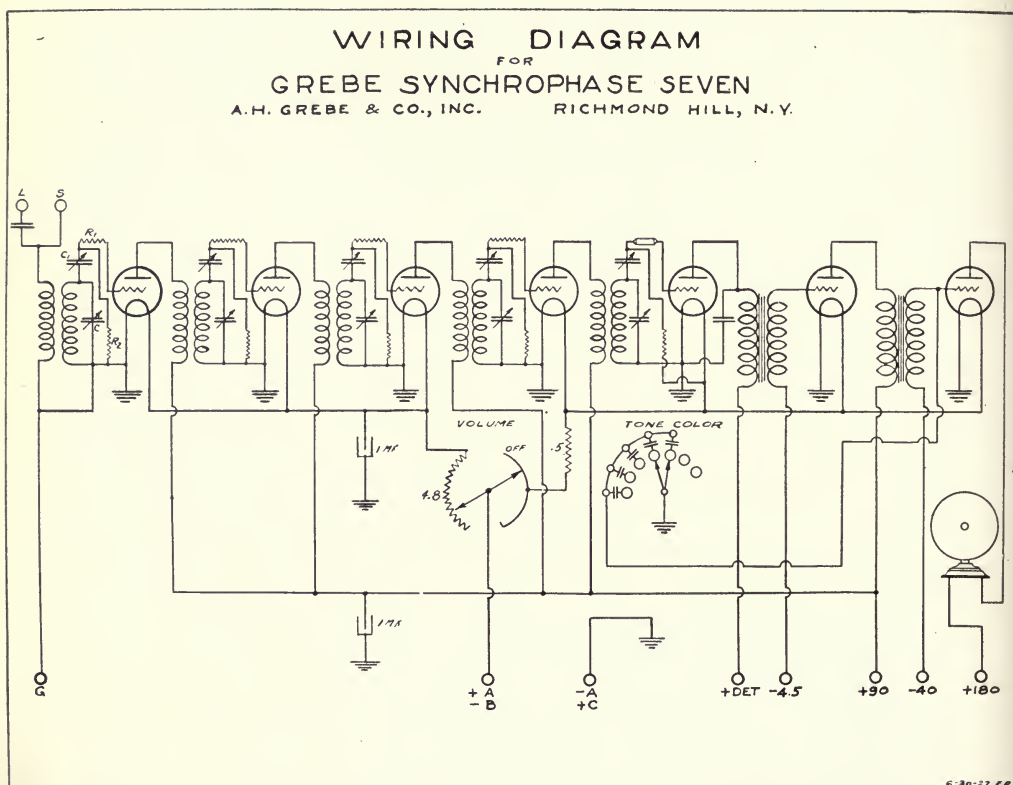 WIRING DIAGRAM
FOR
GREBE SYNCHROPHASE SEVEN
A.H. GREBE & CO., INC. RICHMOND HILL, N.Y.
L S
R1
C1
C
R2
VOLUME TONE COLOR
OFF
.5
1 MF
4.8
1 MF
G
+ A
- B
-A
+C
+DET -4.5 +90 -40 +180